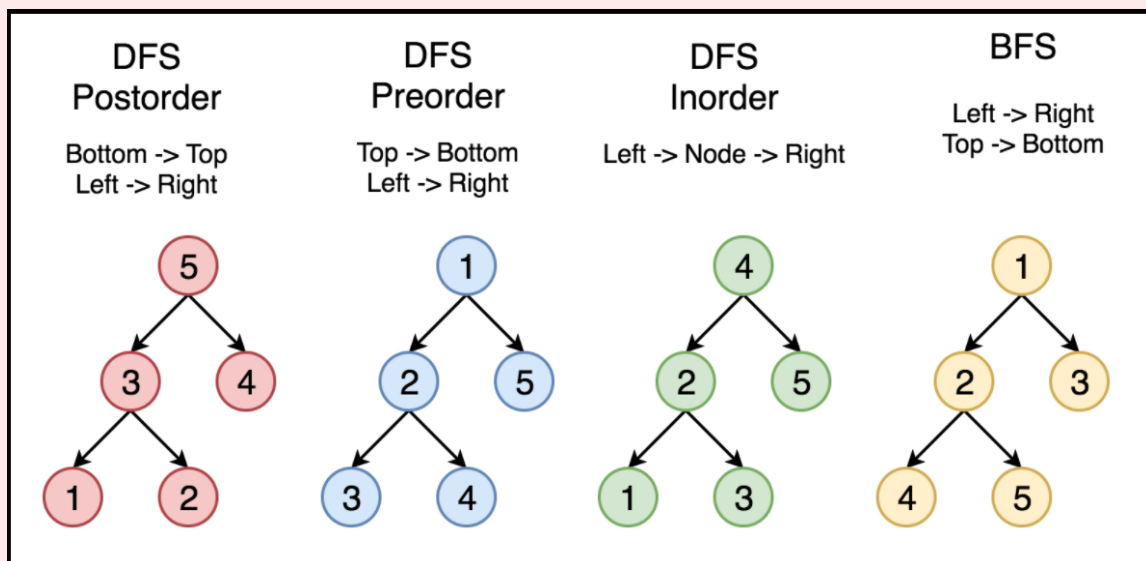 DFS
Postorder
Bottom -> Top
Left -> Right
5
3
4
1
2
DFS
Preorder
Top -> Bottom
Left -> Right
1
2
5
3
4
DFS
Inorder
Left -> Node -> Right
4
2
5
1
3
BFS
Left -> Right
Top -> Bottom
1
2
3
4
5